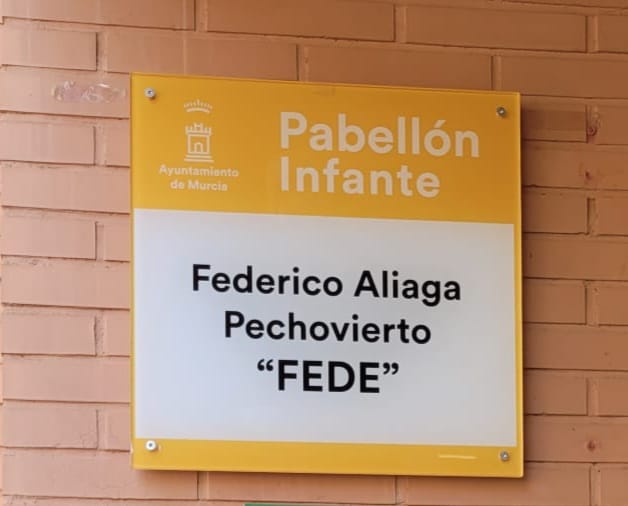 Ayuntamiento
de Murcia
Pabellón
Infante
Federico Aliaga
Pechovierto
“FEDE”